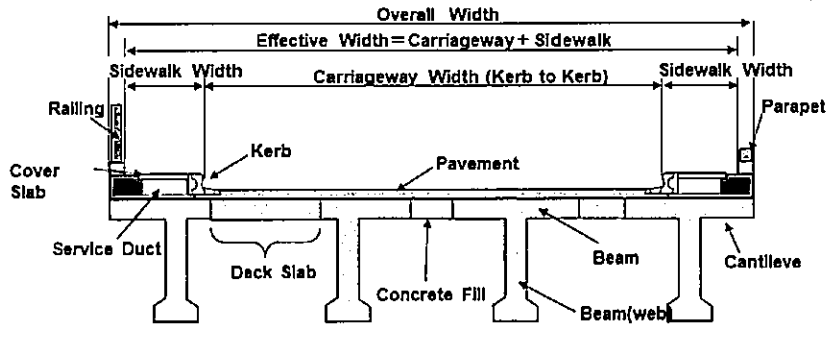 Overall Width
Effective Width=Carriageway+Sidewalk
Sidewalk Width
Carriageway Width (Kerb to Kerb)
Sidewalk Width
Railing
Parapet
Kerb
Pavement
Cover
Slab
Service Duct
Deck Slab
Concrete Fill
Beam
Cantileve
Beam(web)